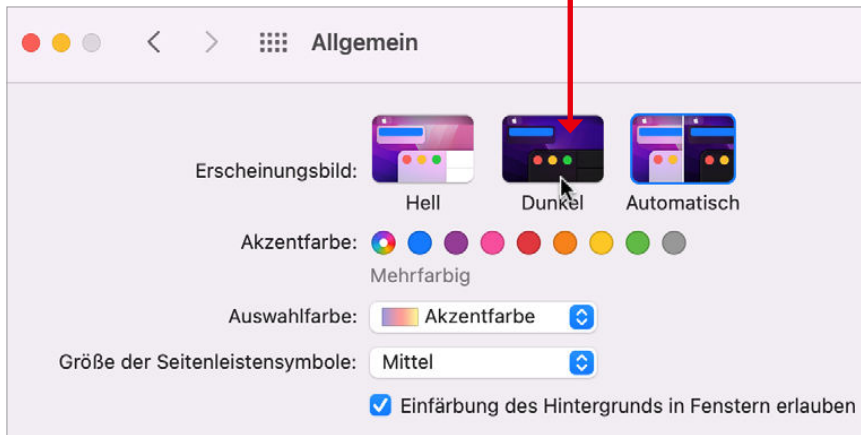 Allgemein
Erscheinungsbild:
Hell Dunkel Automatisch
Akzentfarbe:
Mehrfarbig
Auswahlfarbe: Akzentfarbe
Größe der Seitenleistensymbole: Mittel
Einfärbung des Hintergrunds in Fenstern erlauben